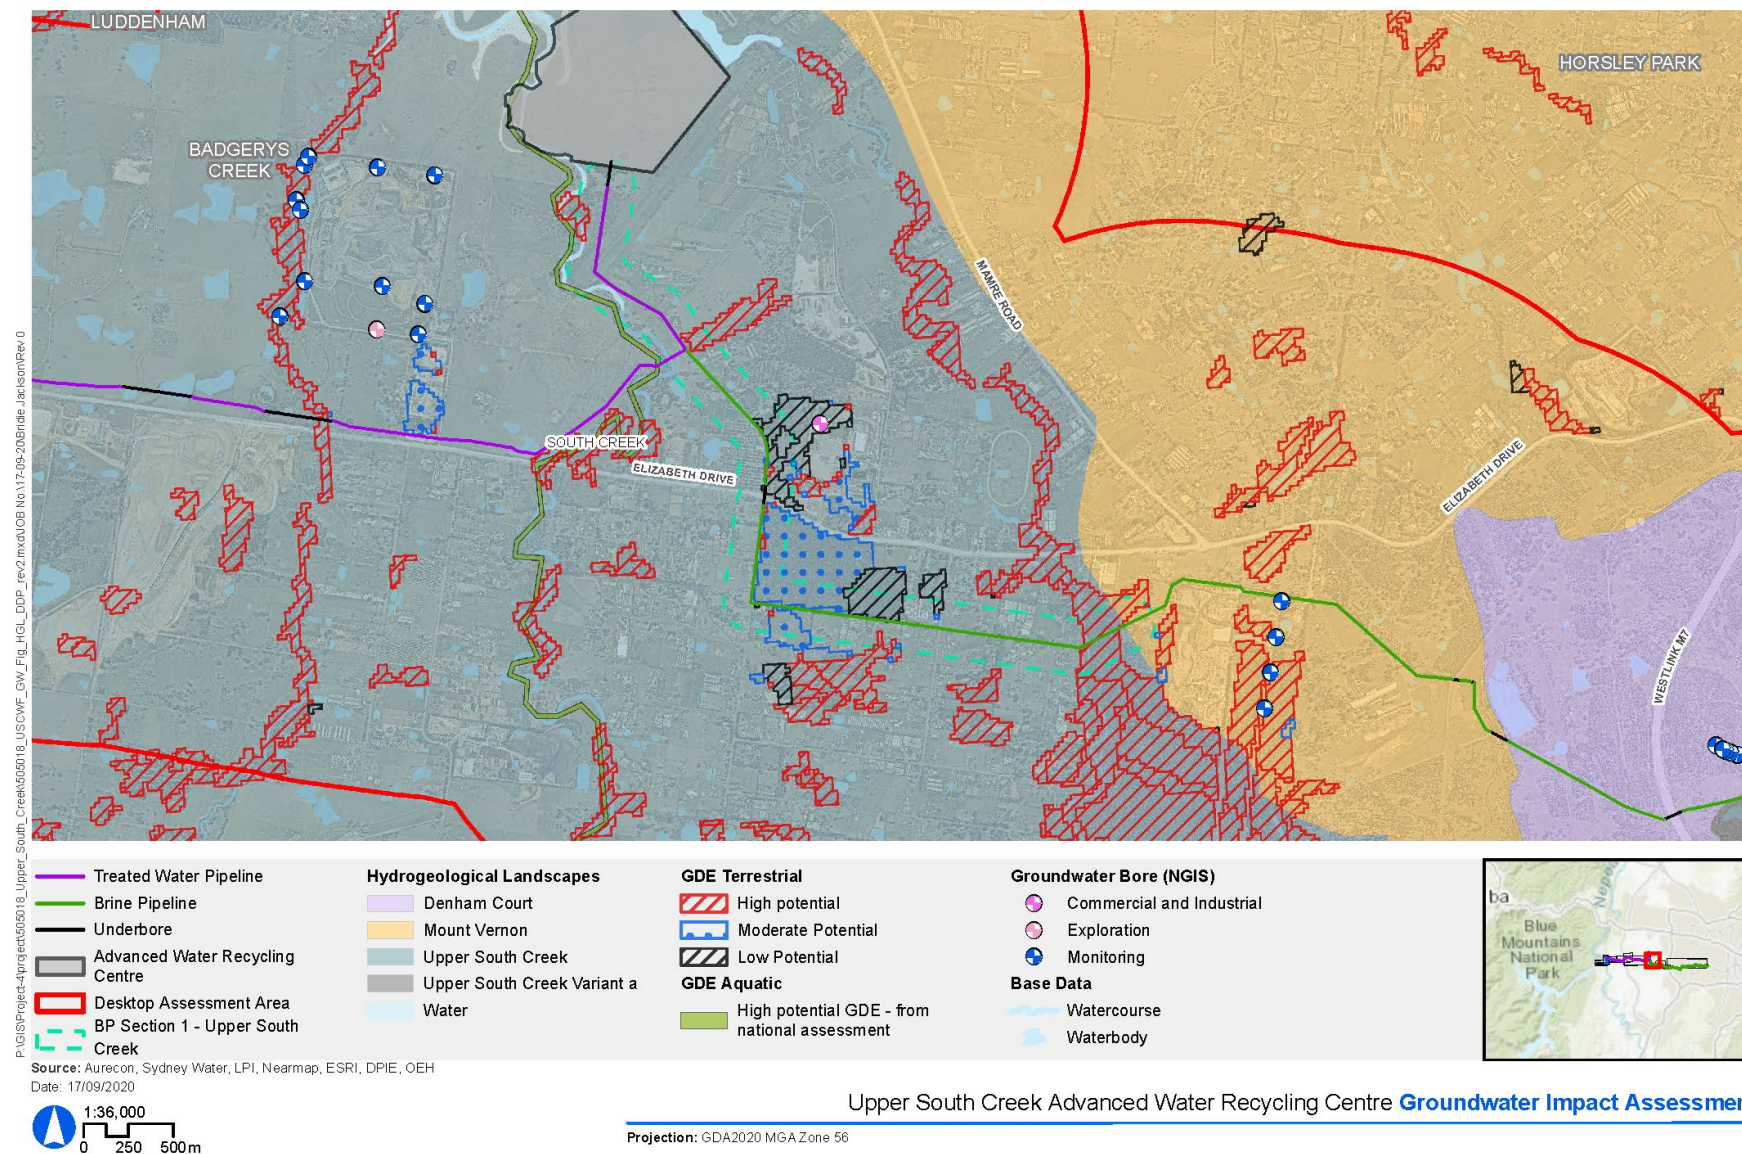 LUDDENHAM
HORSLEY PARK
BADGERYS
CREEK
MAMRE ROAD
SOUTH CREEK
ELIZABETH DRIVE
ELIZABETH DRIVE
WESTLINK M7
Treated Water Pipeline
Brine Pipeline
Underbore
Advanced Water Recycling
Centre
Desktop Assessment Area
BP Section 1 - Upper South
Creek
Hydrogeological Landscapes
Denham Court
Mount Vernon
Upper South Creek
Upper South Creek Variant a
Water
GDE Terrestrial
High potential
Moderate Potential
Low Potential
GDE Aquatic
High potential GDE - from
national assessment
Groundwater Bore (NGIS)
Commercial and Industrial
Exploration
Monitoring
Base Data
Watercourse
Waterbody
ba
Blue
Mountains
National
Park
Source: Aurecon, Sydney Water, LPI, Nearmap, ESRI, DPIE, OEH
Date: 17/09/2020
1:36,000
0 250 500m
Upper South Creek Advanced Water Recycling Centre Groundwater Impact Assessmen
Projection: GDA2020 MGA Zone 56